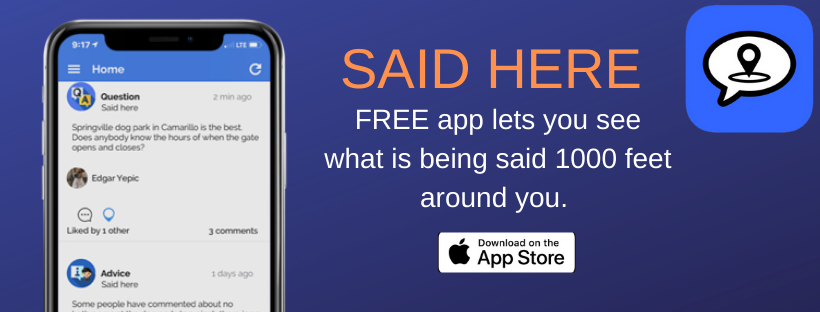 9:17
LTE
Home
Question
2 min ago
Said here
Springville dog park in Camarillo is the best.
Does anybody know the hours of when the gate
opens and closes?
Edgar Yepic
Liked by 1 other
3 comments
Advice
1 days ago
Said here
Some people have commented about no
SAID HERE
FREE app lets you see
what is being said 1000 feet
around you.
Download on the
App Store
Q
A